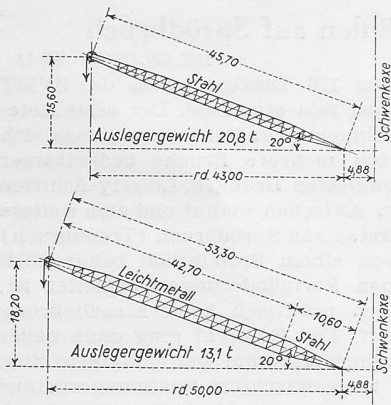 45,70
15,60
Stahl
Auslegergewicht 20,8 t
20°
Schwenkaxe
rd. 43,00
4,88
53,30
42,70
10,60
Leichtmetall
18,20
Stahl
Auslegergewicht 13,1 t
20°
Schwenkaxe
rd. 50,00
4,88